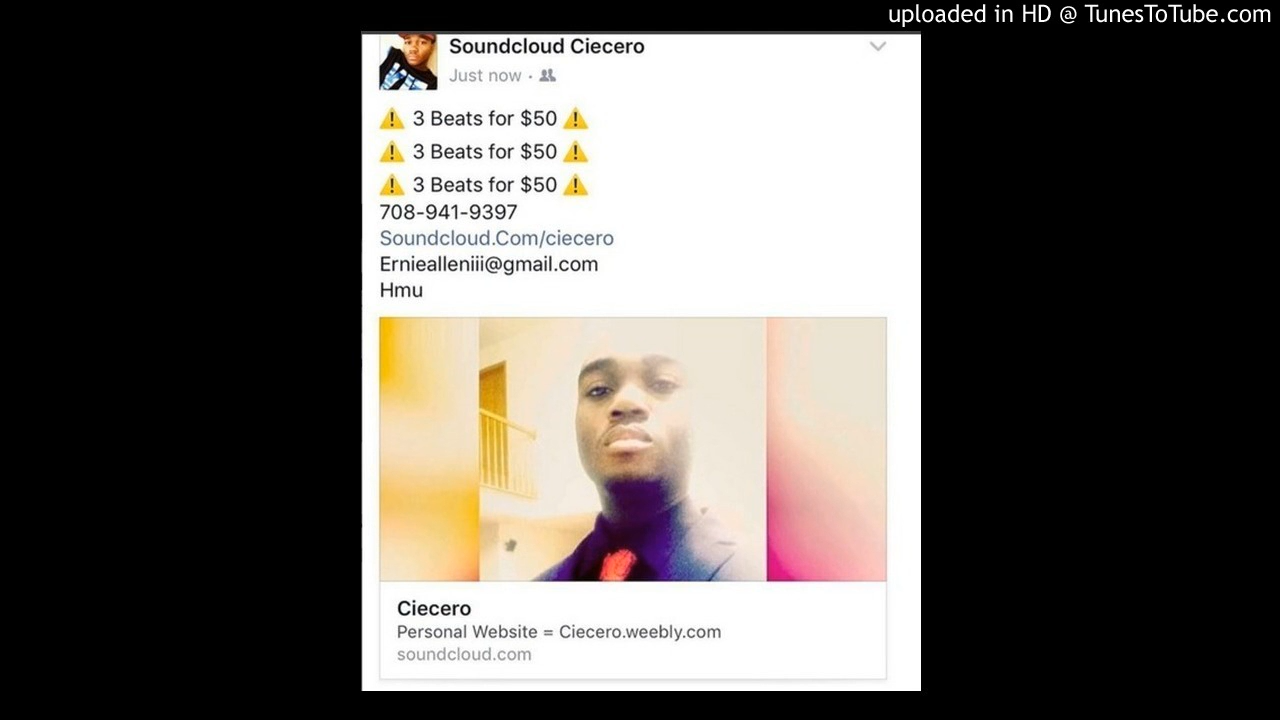 uploaded in HD @ TunesToTube.com
Soundcloud Ciecero
Just now ·
⚠ 3 Beats for $50 ⚠
⚠ 3 Beats for $50 ⚠
⚠ 3 Beats for $50 ⚠
708-941-9397
Soundcloud.Com/ciecero
Erniealleniii@gmail.com
Hmu
Ciecero
Personal Website = Ciecero.weebly.com
soundcloud.com